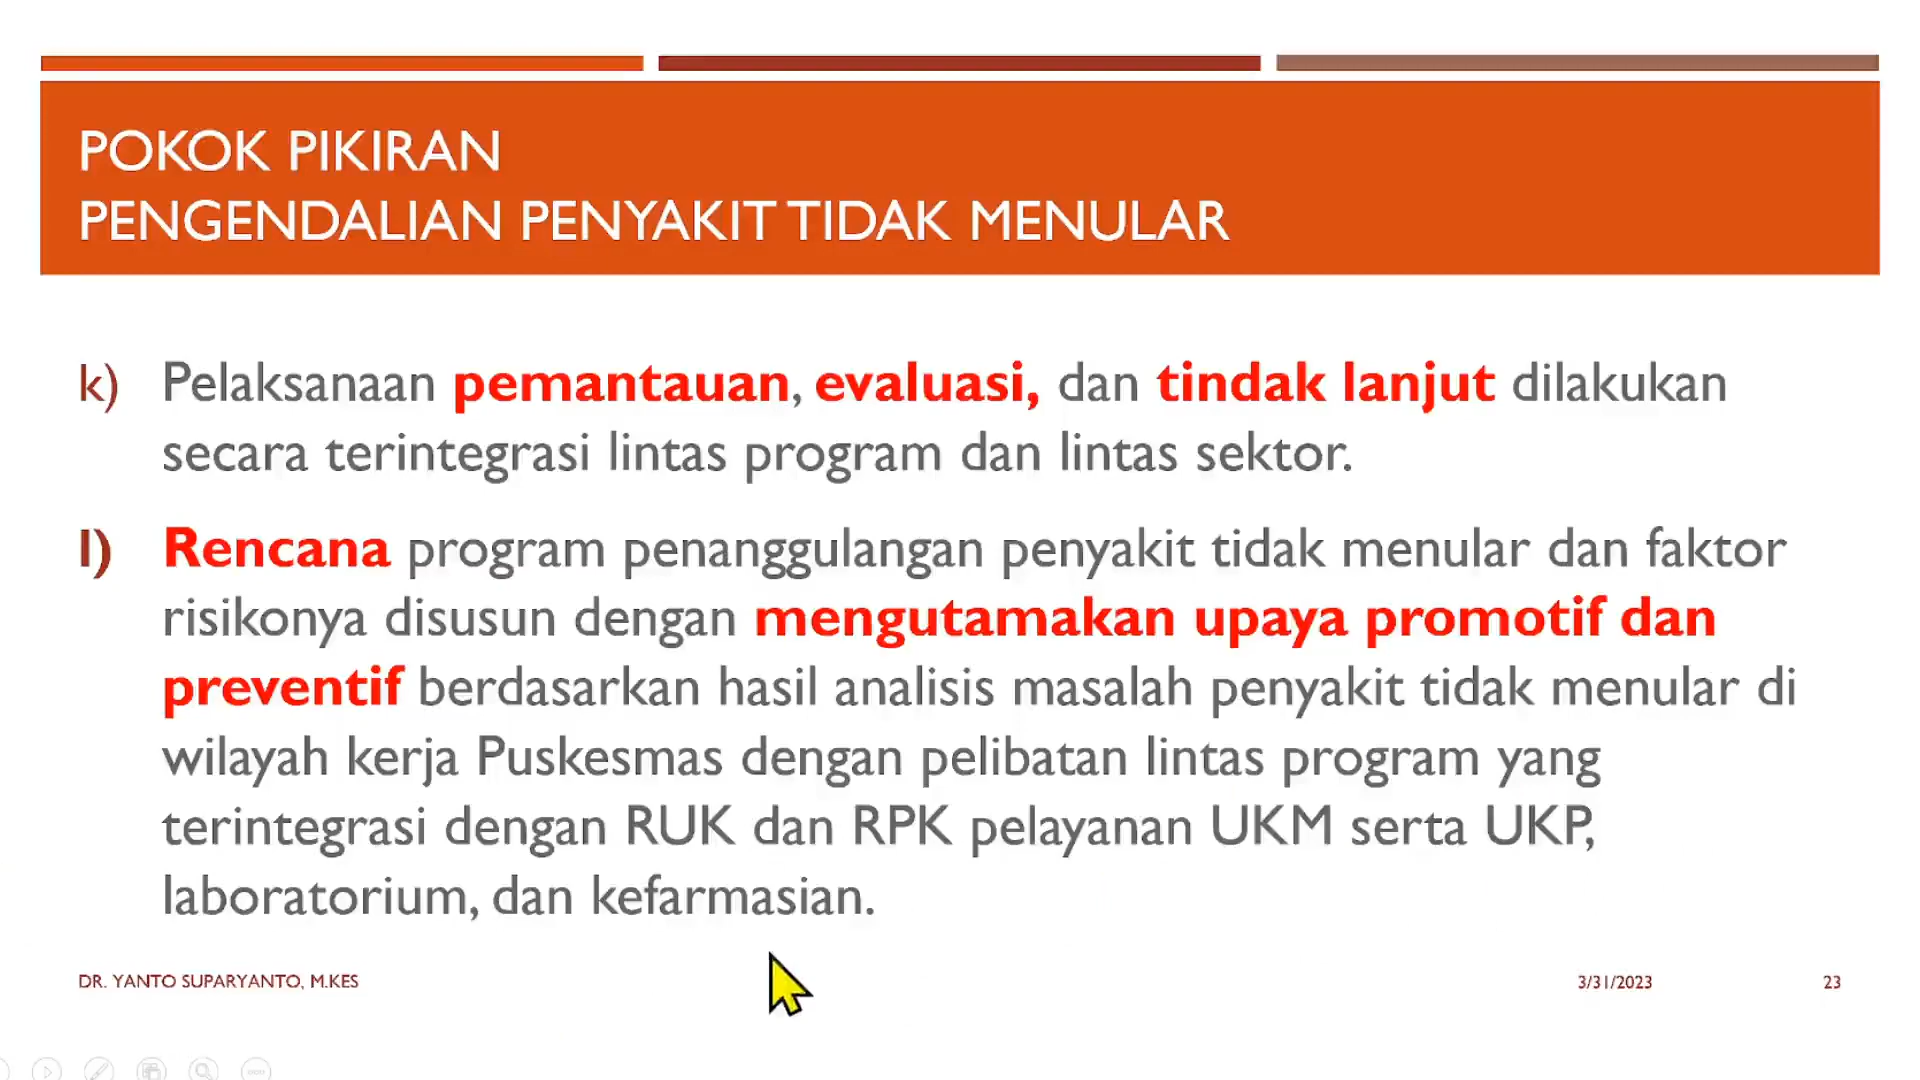 POKOK PIKIRAN
PENGENDALIAN PENYAKIT TIDAK MENULAR
k) Pelaksanaan pemantauan, evaluasi, dan tindak lanjut dilakukan
secara terintegrasi lintas program dan lintas sektor.
l) Rencana program penanggulangan penyakit tidak menular dan faktor
risikonya disusun dengan mengutamakan upaya promotif dan
preventif berdasarkan hasil analisis masalah penyakit tidak menular di
wilayah kerja Puskesmas dengan pelibatan lintas program yang
terintegrasi dengan RUK dan RPK pelayanan UKM serta UKP,
laboratorium, dan kefarmasian.
DR. YANTO SUPARYANTO, M.KES 3/31/2023 23